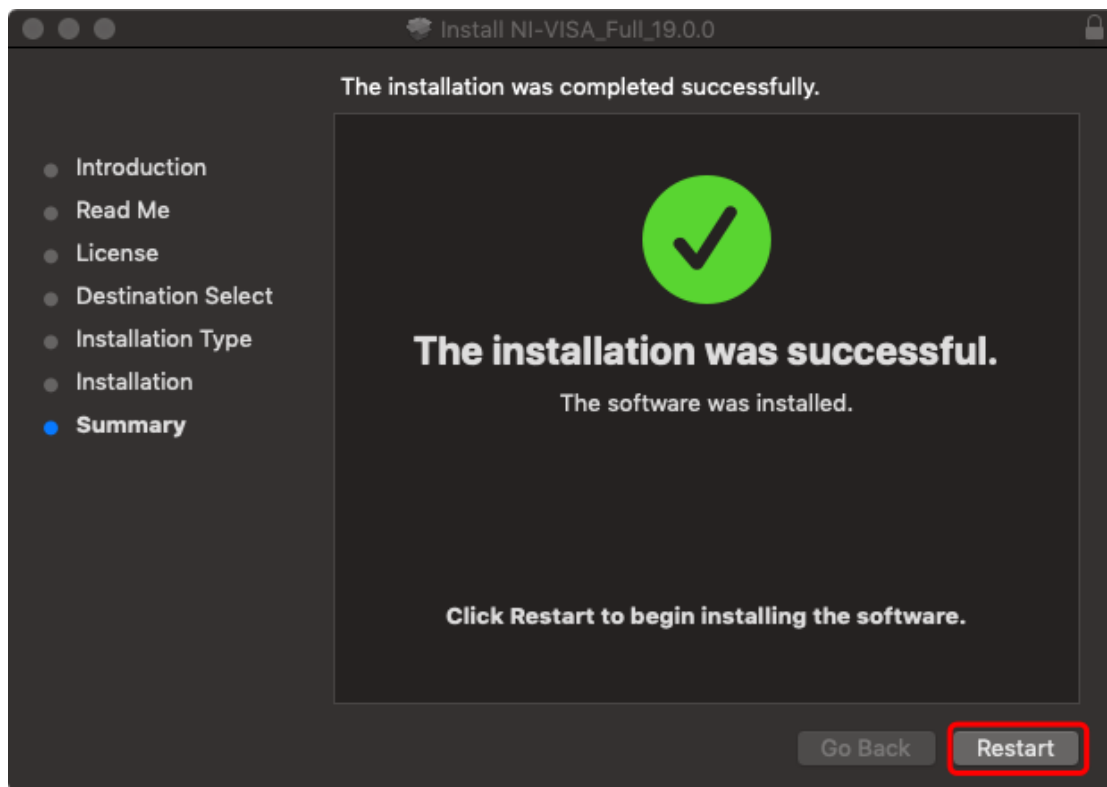 Install NI-VISA_Full_19.0.0
The installation was completed successfully.
Introduction
Read Me
License
Destination Select
Installation Type
Installation
Summary
The installation was successful.
The software was installed.
Click Restart to begin installing the software.
Go Back
Restart